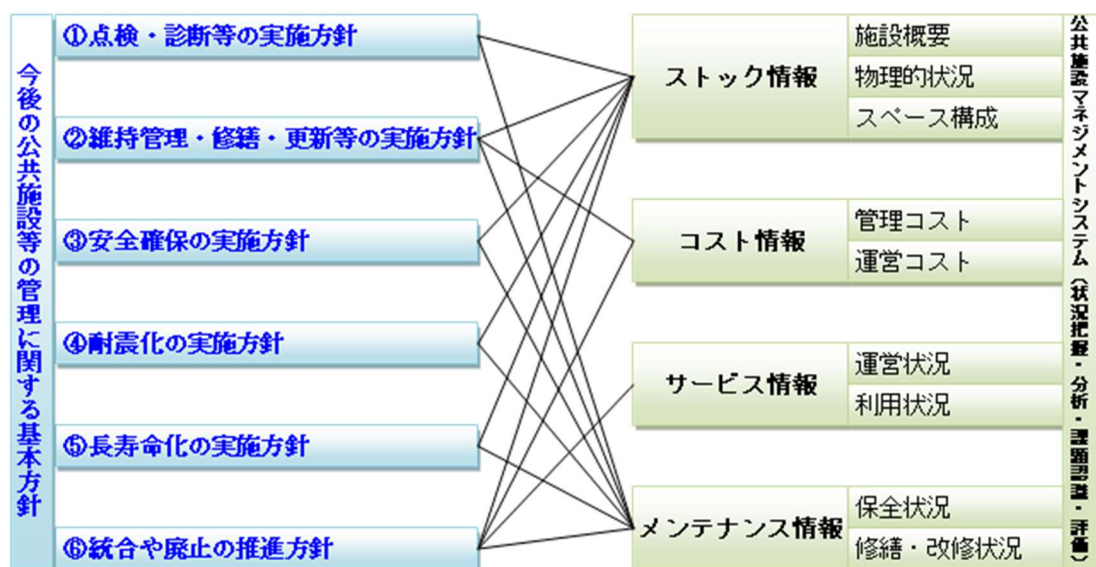 今後の公共施設等の管理に関する基本方針
①点検・診断等の実施方針
②維持管理・修繕・更新等の実施方針
③安全確保の実施方針
④耐震化の実施方針
⑤長寿命化の実施方針
⑥統合や廃止の推進方針
ストック情報
施設概要
物理的状況
スペース構成
コスト情報
管理コスト
運営コスト
サービス情報
運営状況
利用状況
メンテナンス情報
保全状況
修繕・改修状況
公共施設マネジメントシステム（状況把握・分析・課題認識・評価）